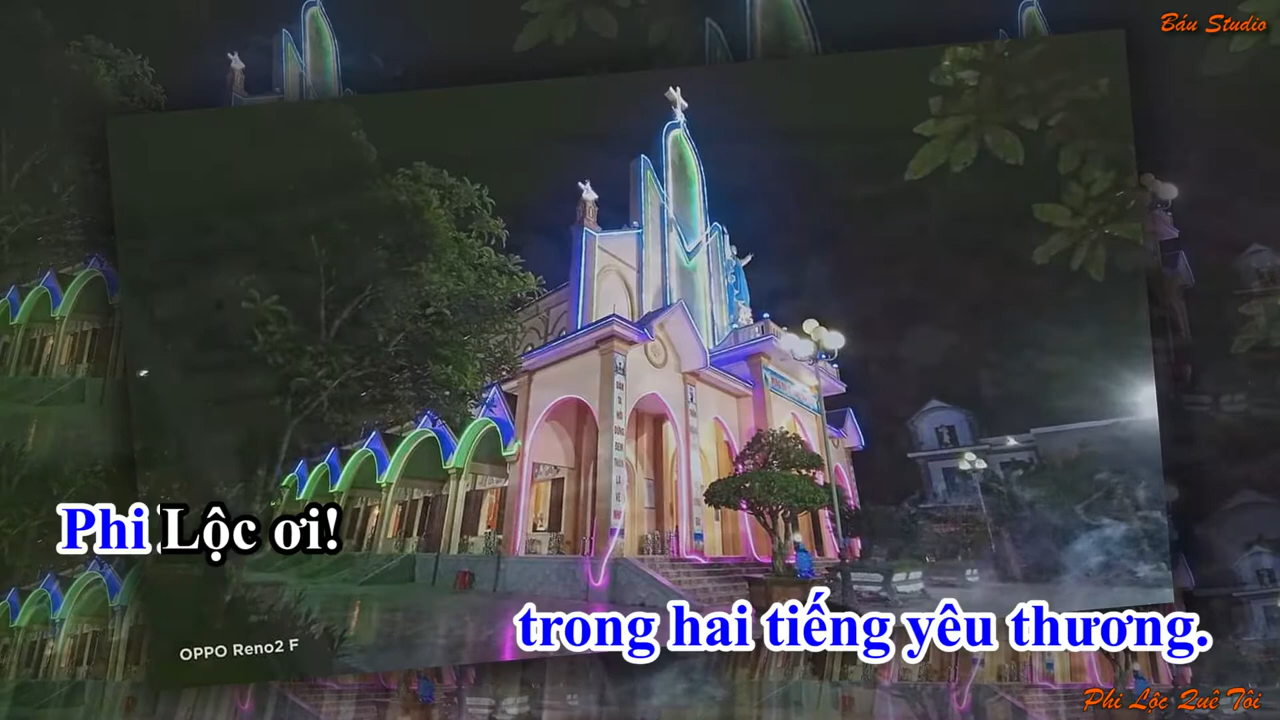 Báu Studio
Phi Lộc ơi!
trong hai tiếng yêu thương.
OPPO Reno2 F
Phi Lộc Quê Tôi